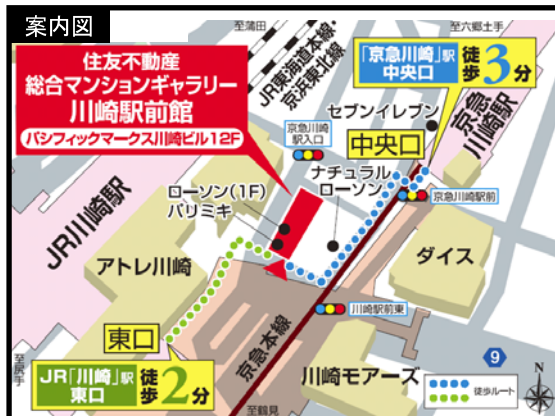 案内図
至蒲田
至六郷土手
住友不動産
総合マンションギャラリー
川崎駅前館
パシフィックマークス川崎ビル12F
JR東海道本線・
京浜東北線
「京急川崎」駅
中央口
徒歩3分
セブンイレブン
京急川崎駅
中央口
京急川崎
駅入口
ナチュラル
ローソン
京急川崎駅前
ローソン(1F)
パリミキ
JR川崎駅
アトレ川崎
ダイス
東口
川崎駅前東
京急本線
JR「川崎」駅
東口
徒歩2分
至尻手
川崎モアーズ
9
徒歩ルート
至鶴見
N